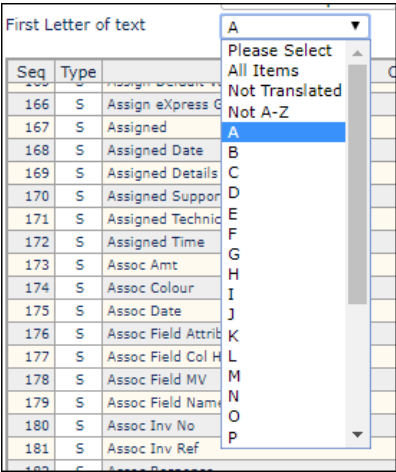 First Letter of text A
Please Select
All Items
Not Translated
Not A-Z
A
B
C
D
E
F
G
H
I
J
K
L
M
N
O
P
Seq Type
166 S Assign eXpress
167 S Assigned
168 S Assigned Date
169 S Assigned Details
170 S Assigned Suppor
171 S Assigned Technic
172 S Assigned Time
173 S Assoc Amt
174 S Assoc Colour
175 S Assoc Date
176 S Assoc Field Attrib
177 S Assoc Field Col H
178 S Assoc Field MV
179 S Assoc Field Name
180 S Assoc Inv No
181 S Assoc Inv Ref